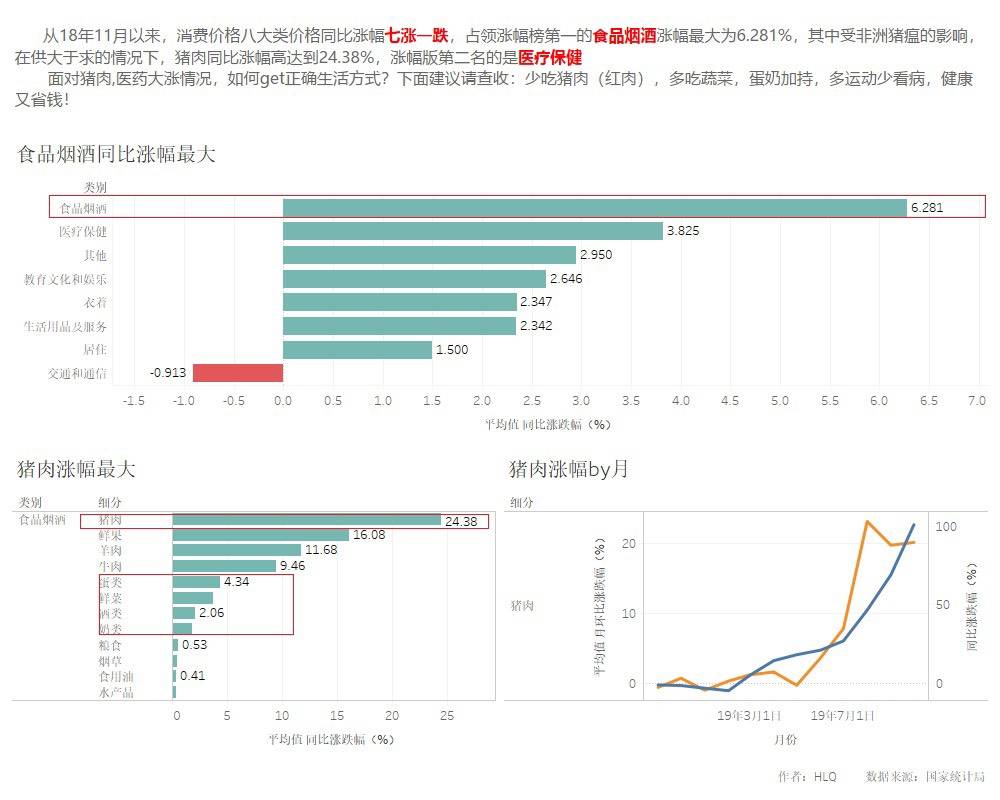 从18年11月以来，消费价格八大类价格同比涨幅七涨一跌，占领涨幅榜第一的食品烟酒涨幅最大为6.281%，其中受非洲猪瘟的影响，
在供大于求的情况下，猪肉同比涨幅高达到24.38%，涨幅版第二名的是医疗保健
面对猪肉,医药大涨情况，如何get正确生活方式？下面建议请查收：少吃猪肉（红肉），多吃蔬菜，蛋奶加持，多运动少看病，健康
又省钱！
食品烟酒同比涨幅最大
类别
食品烟酒 6.281
医疗保健 3.825
其他 2.950
教育文化和娱乐 2.646
衣着 2.347
生活用品及服务 2.342
居住 1.500
交通和通信 -0.913
-1.5 -1.0 -0.5 0.0 0.5 1.0 1.5 2.0 2.5 3.0 3.5 4.0 4.5 5.0 5.5 6.0 6.5 7.0
平均值 同比涨跌幅（%）
猪肉涨幅最大
类别 细分
食品烟酒 猪肉 24.38
鲜果 16.08
羊肉 11.68
牛肉 9.46
蛋类 4.34
鲜菜
酒类 2.06
奶类
粮食 0.53
烟草
食用油 0.41
水产品
0 5 10 15 20 25
平均值 同比涨跌幅（%）
猪肉涨幅by月
细分
猪肉
平均值 月环比涨跌幅（%）
20
10
0
100
50
0
同比涨跌幅（%）
19年3月1日 19年7月1日
月份
作者：HLQ 数据来源：国家统计局